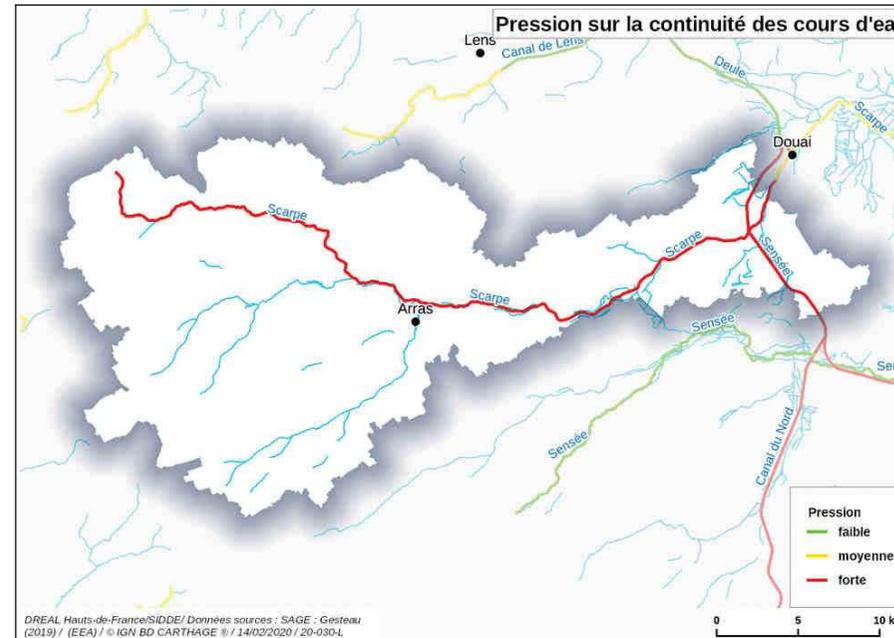 Pression sur la continuité des cours d'ea
Lens
Canal de Lens
Deule
Scarpe
Douai
Scarpe
Scarpe
Sensée
Scarpe
Arras
Sensée
Sen
Sensée
Canal du Nord
Pression
faible
moyenne
forte
DREAL Hauts-de-France/SIDDE/ Données sources : SAGE : Gesteau
(2019) / (EEA) / © IGN BD CARTHAGE ® / 14/02/2020 / 20-030-L
0 5 10 k